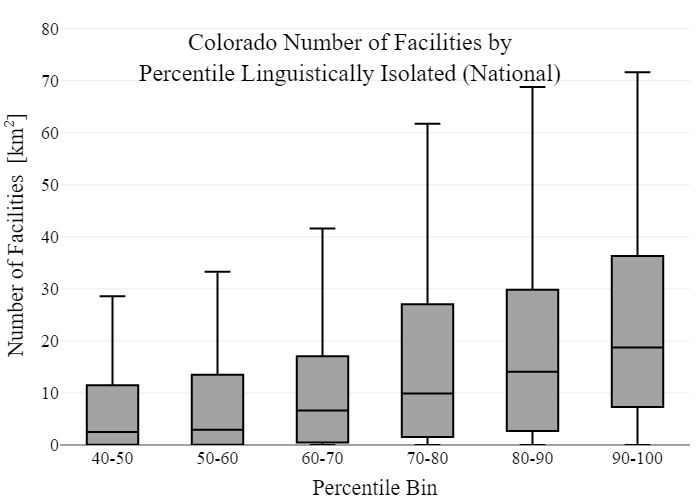 Colorado Number of Facilities by
Percentile Linguistically Isolated (National)
Number of Facilities [km²]
80
70
60
50
40
30
20
10
0
40-50 50-60 60-70 70-80 80-90 90-100
Percentile Bin